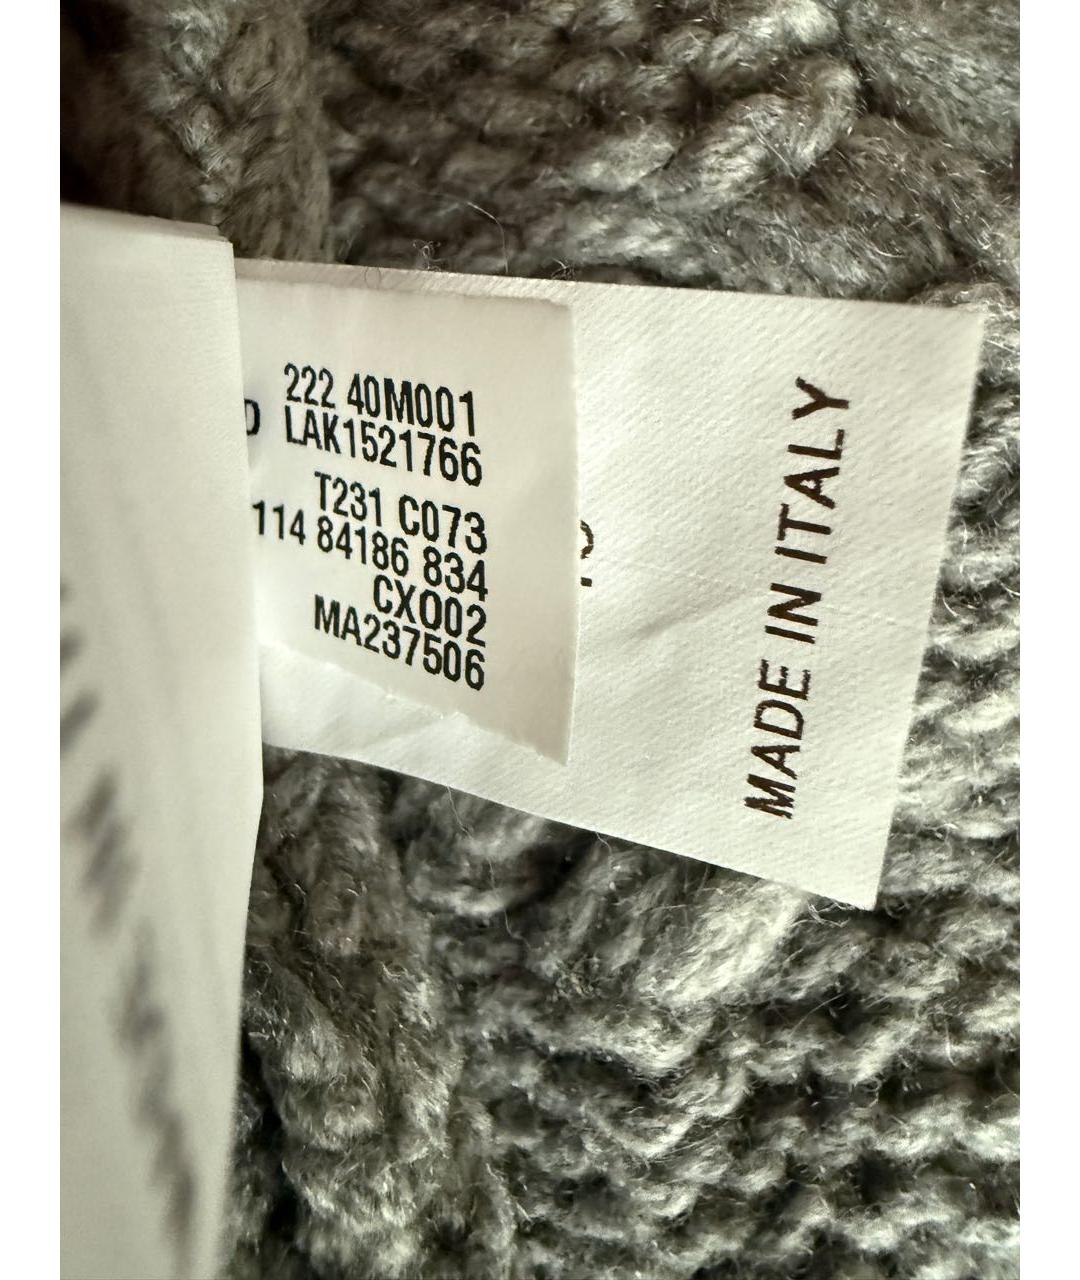 222 40M001
D LAK1521766
T231 C073
114 84186 834
CX002
MA237506
MADE IN ITALY